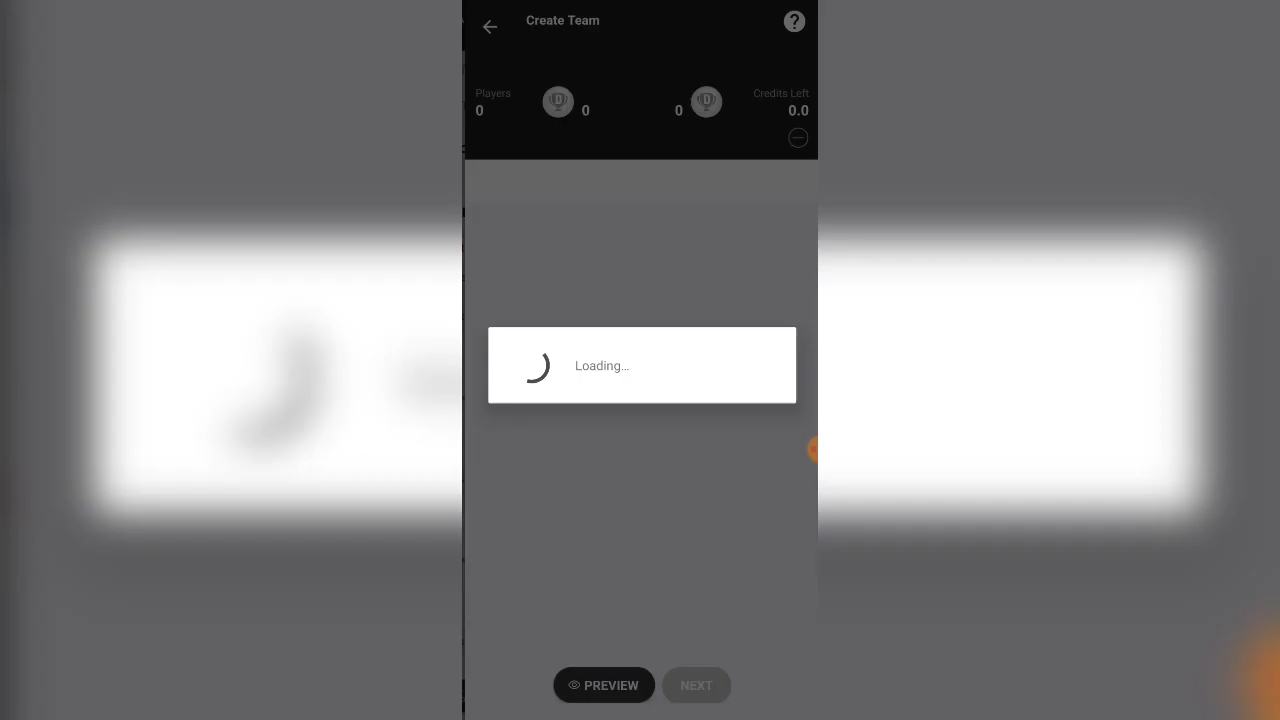 Create Team
?
Players
Credits Left
0
D
0
0
D
0.0
Loading...
PREVIEW
NEXT